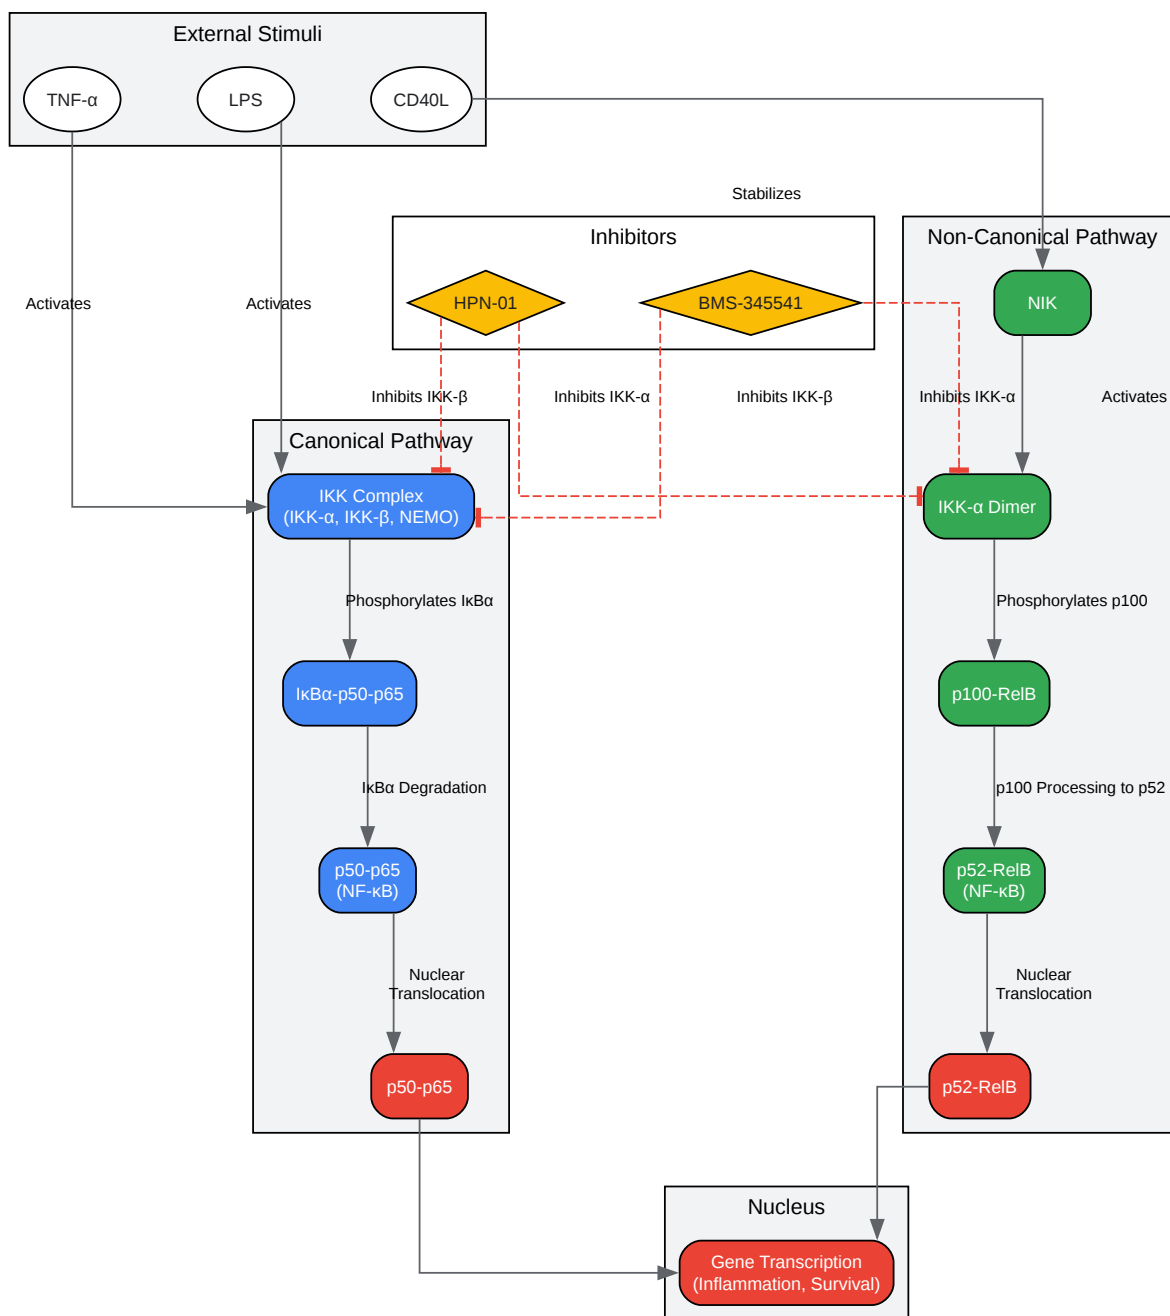 External Stimuli
TNF-α
LPS
CD40L
Stabilizes
Inhibitors
Non-Canonical Pathway
HPN-01
BMS-345541
NIK
Activates
Activates
Inhibits IKK-β
Inhibits IKK-α
Inhibits IKK-β
Inhibits IKK-α
Activates
Canonical Pathway
IKK Complex
(IKK-α, IKK-β, NEMO)
IKK-α Dimer
Phosphorylates IκBα
Phosphorylates p100
IκBα-p50-p65
p100-RelB
IκBα Degradation
p100 Processing to p52
p50-p65
(NF-κB)
p52-RelB
(NF-κB)
Nuclear
Translocation
Nuclear
Translocation
p50-p65
p52-RelB
Nucleus
Gene Transcription
(Inflammation, Survival)